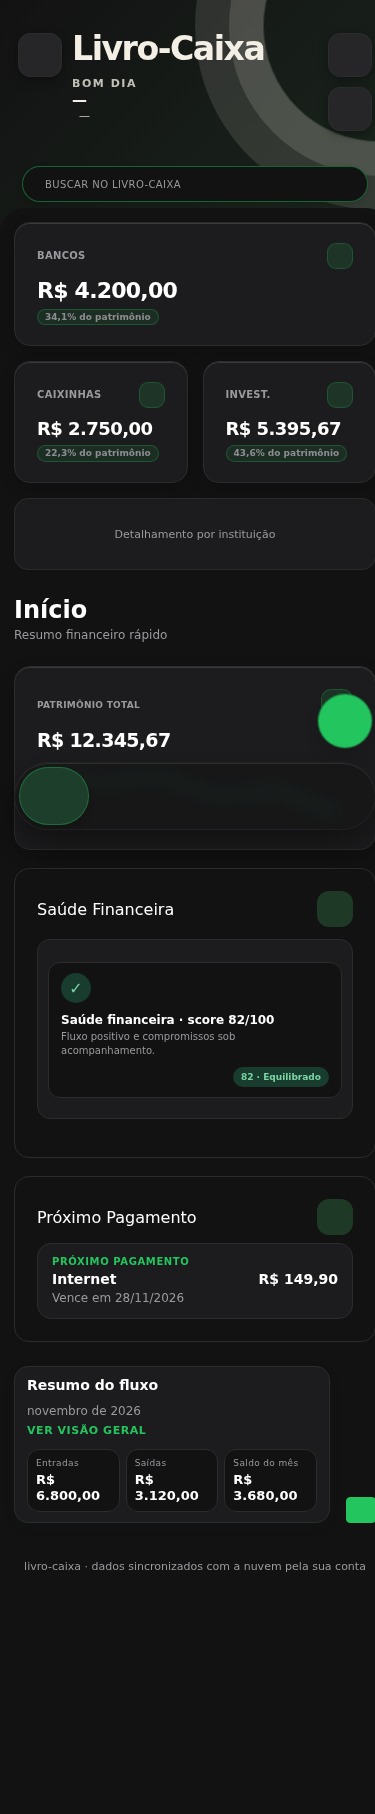 Livro-Caixa
BOM DIA
—
—
BUSCAR NO LIVRO-CAIXA
BANCOS
R$ 4.200,00
34,1% do patrimônio
CAIXINHAS
R$ 2.750,00
22,3% do patrimônio
INVEST.
R$ 5.395,67
43,6% do patrimônio
Detalhamento por instituição
Início
Resumo financeiro rápido
PATRIMÔNIO TOTAL
R$ 12.345,67
Saúde Financeira
✓
Saúde financeira · score 82/100
Fluxo positivo e compromissos sob
acompanhamento.
82 · Equilibrado
Próximo Pagamento
PRÓXIMO PAGAMENTO
Internet R$ 149,90
Vence em 28/11/2026
Resumo do fluxo
novembro de 2026
VER VISÃO GERAL
Entradas
R$
6.800,00
Saídas
R$
3.120,00
Saldo do mês
R$
3.680,00
livro-caixa · dados sincronizados com a nuvem pela sua conta